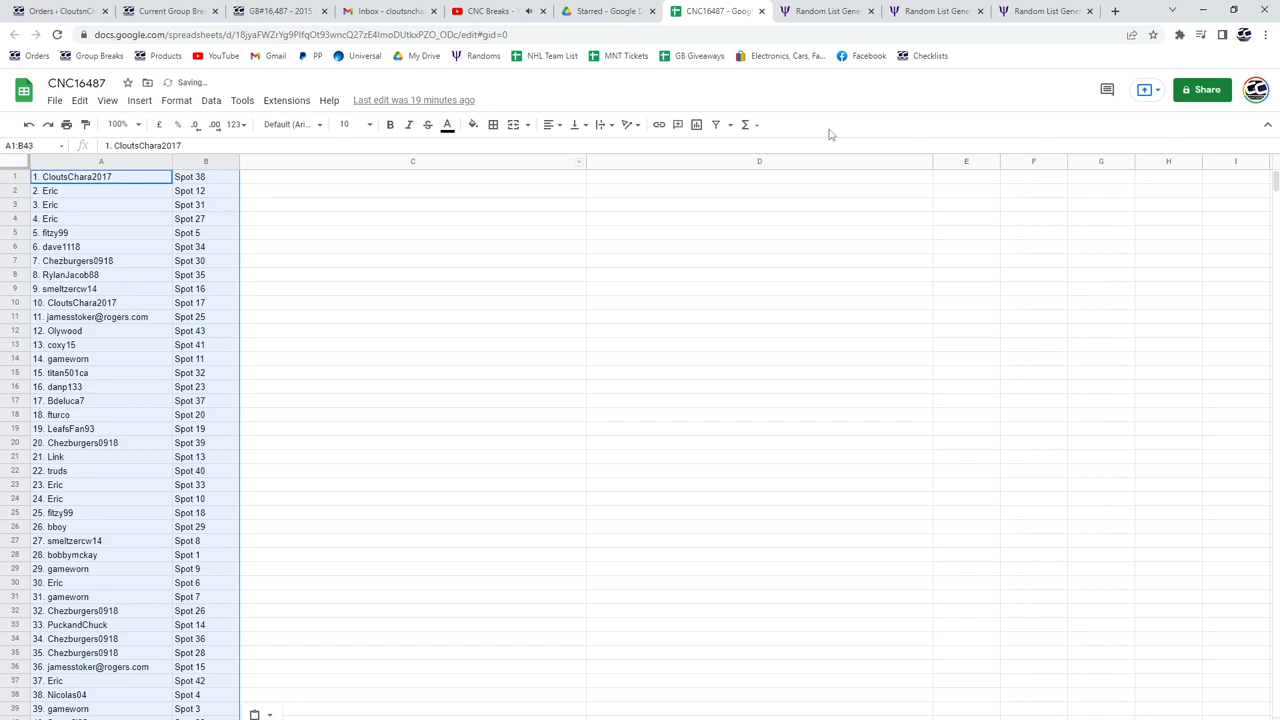 Orders ‹ CloutsnCh
Current Group Break
GB#16,487 - 2015
Inbox - cloutsnchar
CNC Breaks -
Starred - Google D
CNC16487 - Goog
Random List Gene
Random List Gene
Random List Gene
docs.google.com/spreadsheets/d/18jyaFWZrYg9PIfqOt93wncQ27zE4ImoDUtkxPZO_ODc/edit#gid=0
Orders
Group Breaks
Products
YouTube
Gmail
PP
Universal
My Drive
Randoms
NHL Team List
MNT Tickets
GB Giveaways
Electronics, Cars, Fa...
Facebook
Checklists
CNC16487
Saving...
File Edit View Insert Format Data Tools Extensions Help Last edit was 19 minutes ago
Share
100% £ % .0 .00 123 Default (Ari... 10 B I S A Σ
A1:B43 fx 1. CloutsChara2017
A B C D E F G H I
1 1. CloutsChara2017 Spot 38
2 2. Eric Spot 12
3 3. Eric Spot 31
4 4. Eric Spot 27
5 5. fitzy99 Spot 5
6 6. dave1118 Spot 34
7 7. Chezburgers0918 Spot 30
8 8. RylanJacob88 Spot 35
9 9. smeltzercw14 Spot 16
10 10. CloutsChara2017 Spot 17
11 11. jamesstoker@rogers.com Spot 25
12 12. Olywood Spot 43
13 13. coxy15 Spot 41
14 14. gameworn Spot 11
15 15. titan501ca Spot 32
16 16. danp133 Spot 23
17 17. Bdeluca7 Spot 37
18 18. fturco Spot 20
19 19. LeafsFan93 Spot 19
20 20. Chezburgers0918 Spot 39
21 21. Link Spot 13
22 22. truds Spot 40
23 23. Eric Spot 33
24 24. Eric Spot 10
25 25. fitzy99 Spot 18
26 26. bboy Spot 29
27 27. smeltzercw14 Spot 8
28 28. bobbymckay Spot 1
29 29. gameworn Spot 9
30 30. Eric Spot 6
31 31. gameworn Spot 7
32 32. Chezburgers0918 Spot 26
33 33. PuckandChuck Spot 14
34 34. Chezburgers0918 Spot 36
35 35. Chezburgers0918 Spot 28
36 36. jamesstoker@rogers.com Spot 15
37 37. Eric Spot 42
38 38. Nicolas04 Spot 4
39 39. gameworn Spot 3